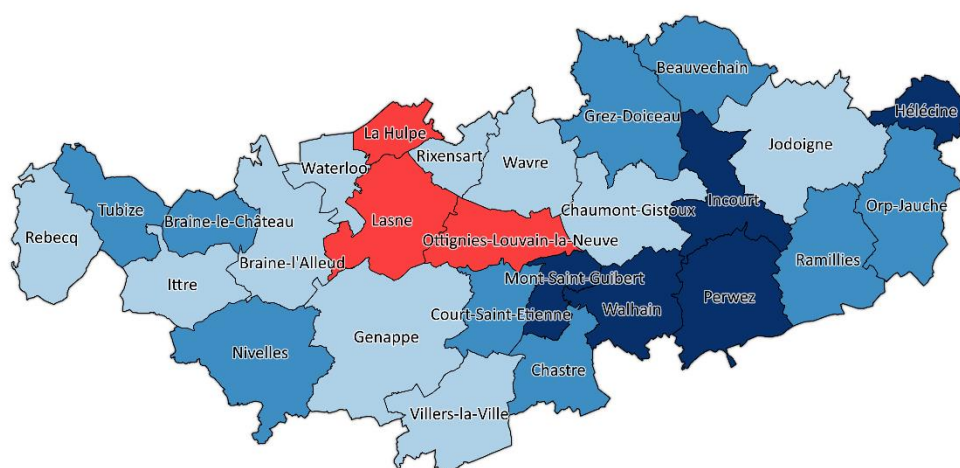 Beauvechain
Hélécine
Grez-Doiceau
La Hulpe
Jodoigne
Rixensart
Waterloo
Wavre
Incourt
Orp-Jauche
Tubize
Chaumont-Gistoux
Braine-le-Château
Lasne
Rebecq
Ottignies-Louvain-la-Neuve
Ramillies
Braine-l'Alleud
Mont-Saint-Guibert
Ittre
Perwez
Walhain
Court-Saint-Etienne
Genappe
Nivelles
Chastre
Villers-la-Ville